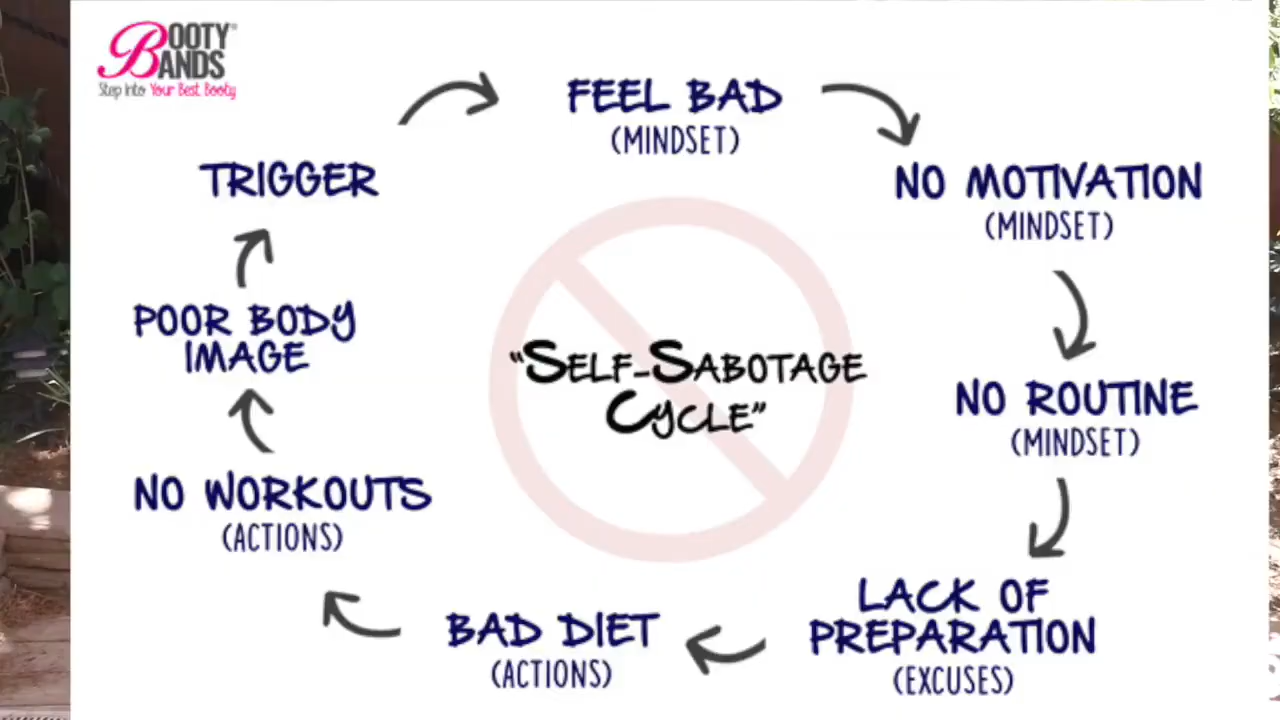 BOOTY
BANDS
Step Into Your Best Booty
FEEL BAD
(MINDSET)
NO MOTIVATION
(MINDSET)
NO ROUTINE
(MINDSET)
LACK OF
PREPARATION
(EXCUSES)
BAD DIET
(ACTIONS)
NO WORKOUTS
(ACTIONS)
POOR BODY
IMAGE
TRIGGER
"SELF-SABOTAGE
CYCLE"